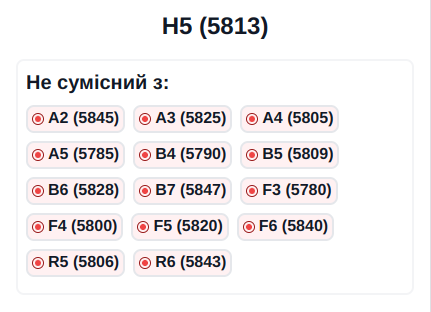 H5 (5813)
Не сумісний з:
A2 (5845) A3 (5825) A4 (5805)
A5 (5785) B4 (5790) B5 (5809)
B6 (5828) B7 (5847) F3 (5780)
F4 (5800) F5 (5820) F6 (5840)
R5 (5806) R6 (5843)